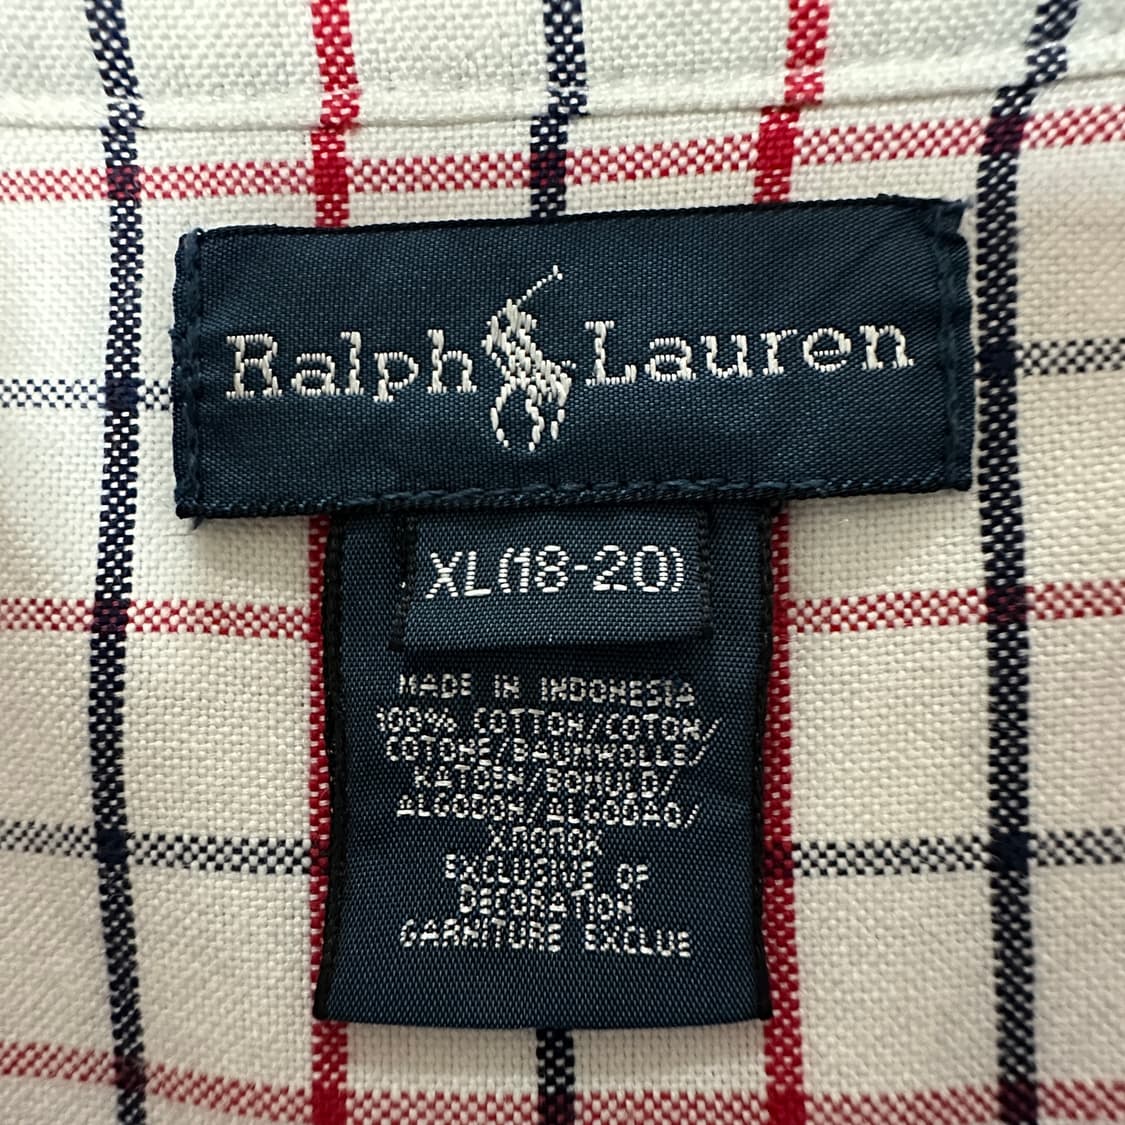 Ralph Lauren
XL(18-20)
MADE IN INDONESIA
100% COTTON/COTON/
COTONE/BAUMWOLLE/
KATOEN/BOMULD/
ALGODON/ALGODAO/
ХЛОПОК
EXCLUSIVE OF
DECORATION
GARNITURE EXCLUE